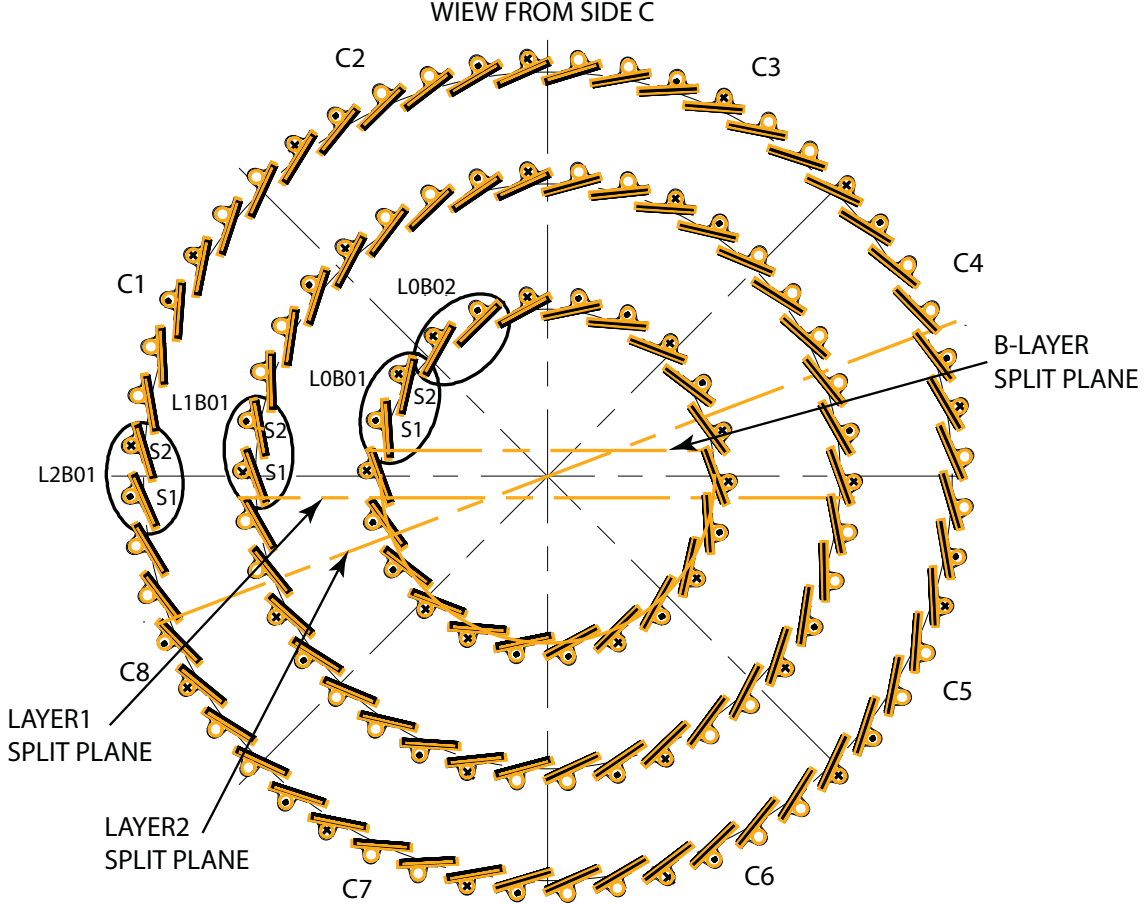 WIEW FROM SIDE C
C2
C3
C1
C4
L0B02
B-LAYER
SPLIT PLANE
L0B01
L1B01
S2
S1
S2
S1
L2B01
S2
S1
C8
C5
LAYER1
SPLIT PLANE
LAYER2
SPLIT PLANE
C7
C6